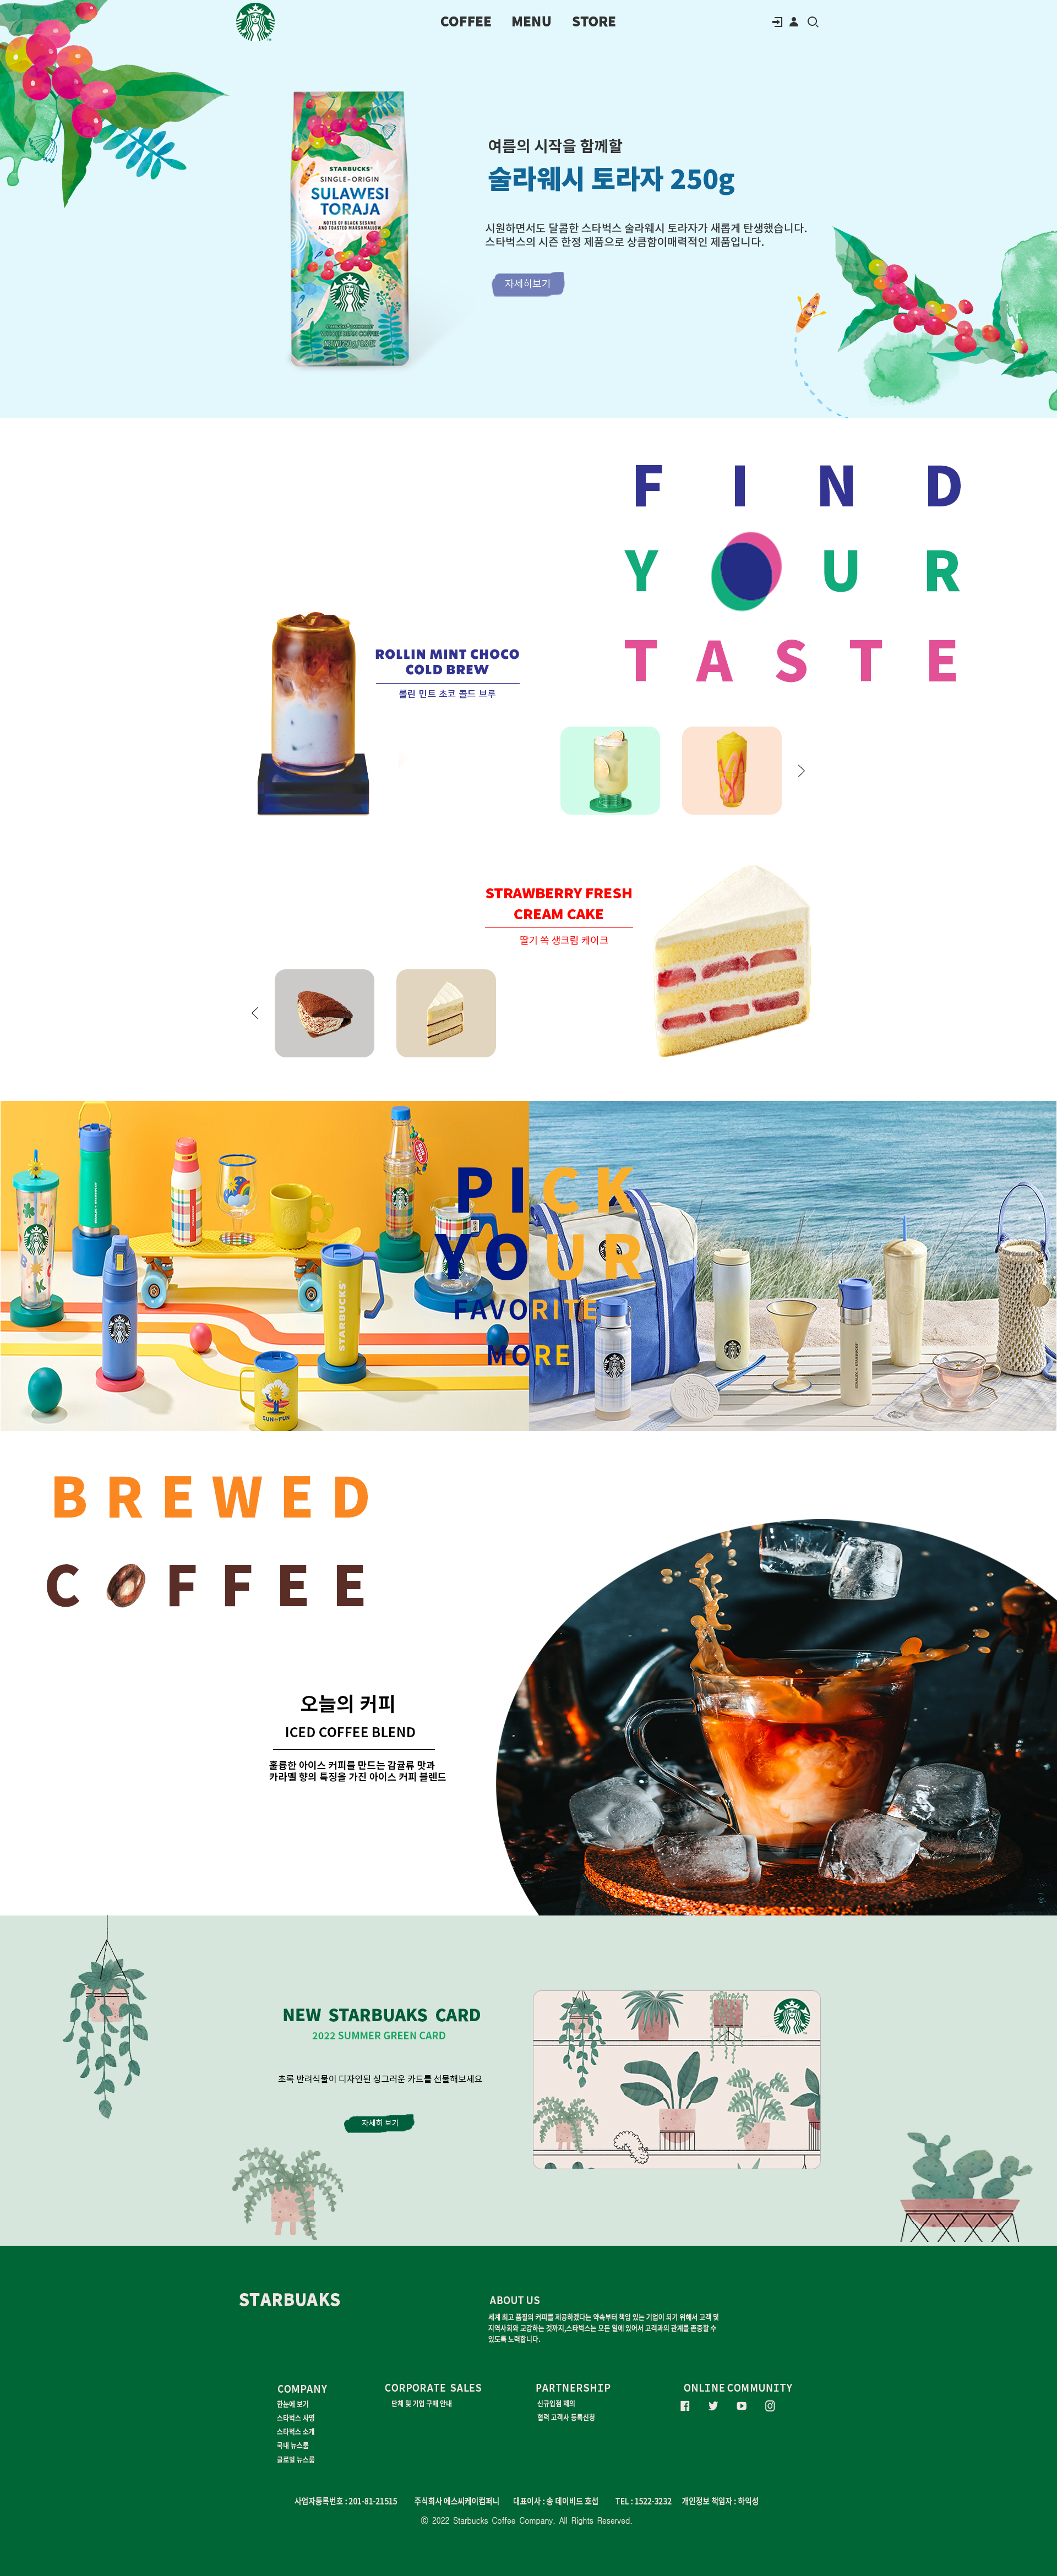 COFFEE MENU STORE
STARBUCKS®
SINGLE-ORIGIN
SULAWESI
TORAJA
NOTES OF BLACK SESAME
AND TOASTED MARSHMALLOW
WHOLE BEAN COFFEE
여름의 시작을 함께할
술라웨시 토라자 250g
시원하면서도 달콤한 스타벅스 술라웨시 토라자가 새롭게 탄생했습니다.
스타벅스의 시즌 한정 제품으로 상큼함이매력적인 제품입니다.
자세히보기
FIND
Y UR
TASTE
ROLLIN MINT CHOCO
COLD BREW
롤린 민트 초코 콜드 브루
STRAWBERRY FRESH
CREAM CAKE
딸기 쏙 생크림 케이크
PICK
YOUR
FAVORITE
MORE
STARBUCKS
SUN FUN
BREWED
C FFEE
오늘의 커피
ICED COFFEE BLEND
훌륭한 아이스 커피를 만드는 감귤류 맛과
카라멜 향의 특징을 가진 아이스 커피 블렌드
NEW STARBUAKS CARD
2022 SUMMER GREEN CARD
초록 반려식물이 디자인된 싱그러운 카드를 선물해보세요
자세히 보기
STARBUAKS
ABOUT US
세계 최고 품질의 커피를 제공하겠다는 약속부터 책임 있는 기업이 되기 위해서 고객 및
지역사회와 교감하는 것까지,스타벅스는 모든 일에 있어서 고객과의 관계를 존중할 수
있도록 노력합니다.
COMPANY
한눈에 보기
스타벅스 사명
스타벅스 소개
국내 뉴스룸
글로벌 뉴스룸
CORPORATE SALES
단체 및 기업 구매 안내
PARTNERSHIP
신규입점 제의
협력 고객사 등록신청
ONLINE COMMUNITY
사업자등록번호 : 201-81-21515 주식회사 에스씨케이컴퍼니 대표이사 : 송 데이비드 호섭 TEL : 1522-3232 개인정보 책임자 : 하익성
© 2022 Starbucks Coffee Company. All Rights Reserved.